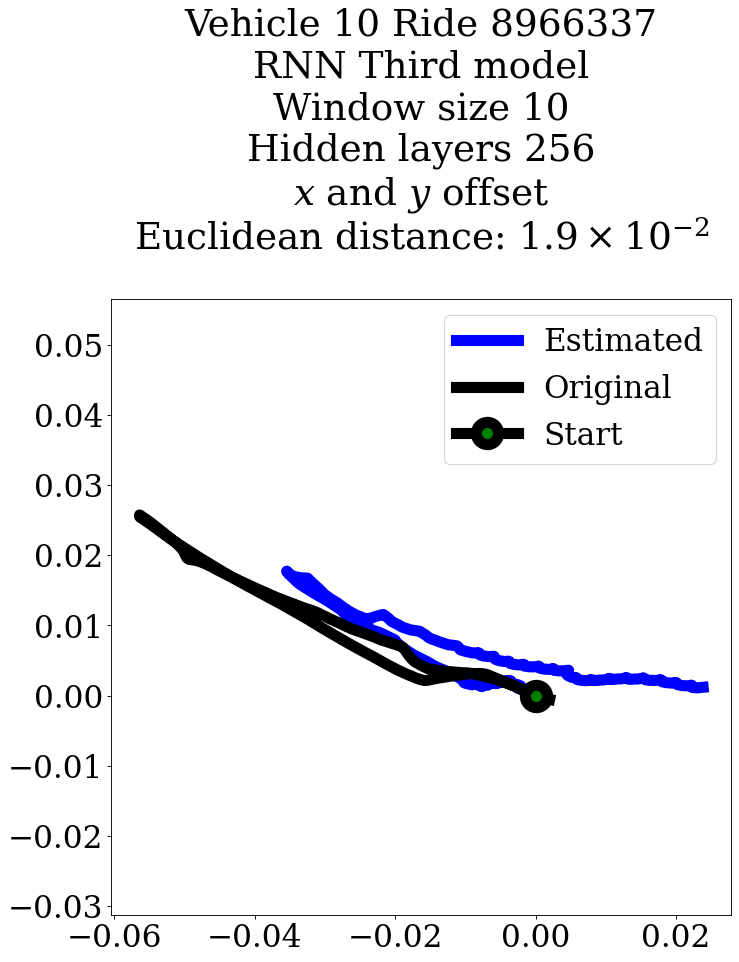 Vehicle 10 Ride 8966337
RNN Third model
Window size 10
Hidden layers 256
x and y offset
Euclidean distance: 1.9 × 10⁻²
Estimated
Original
Start
0.05
0.04
0.03
0.02
0.01
0.00
−0.01
−0.02
−0.03
−0.06 −0.04 −0.02 0.00 0.02